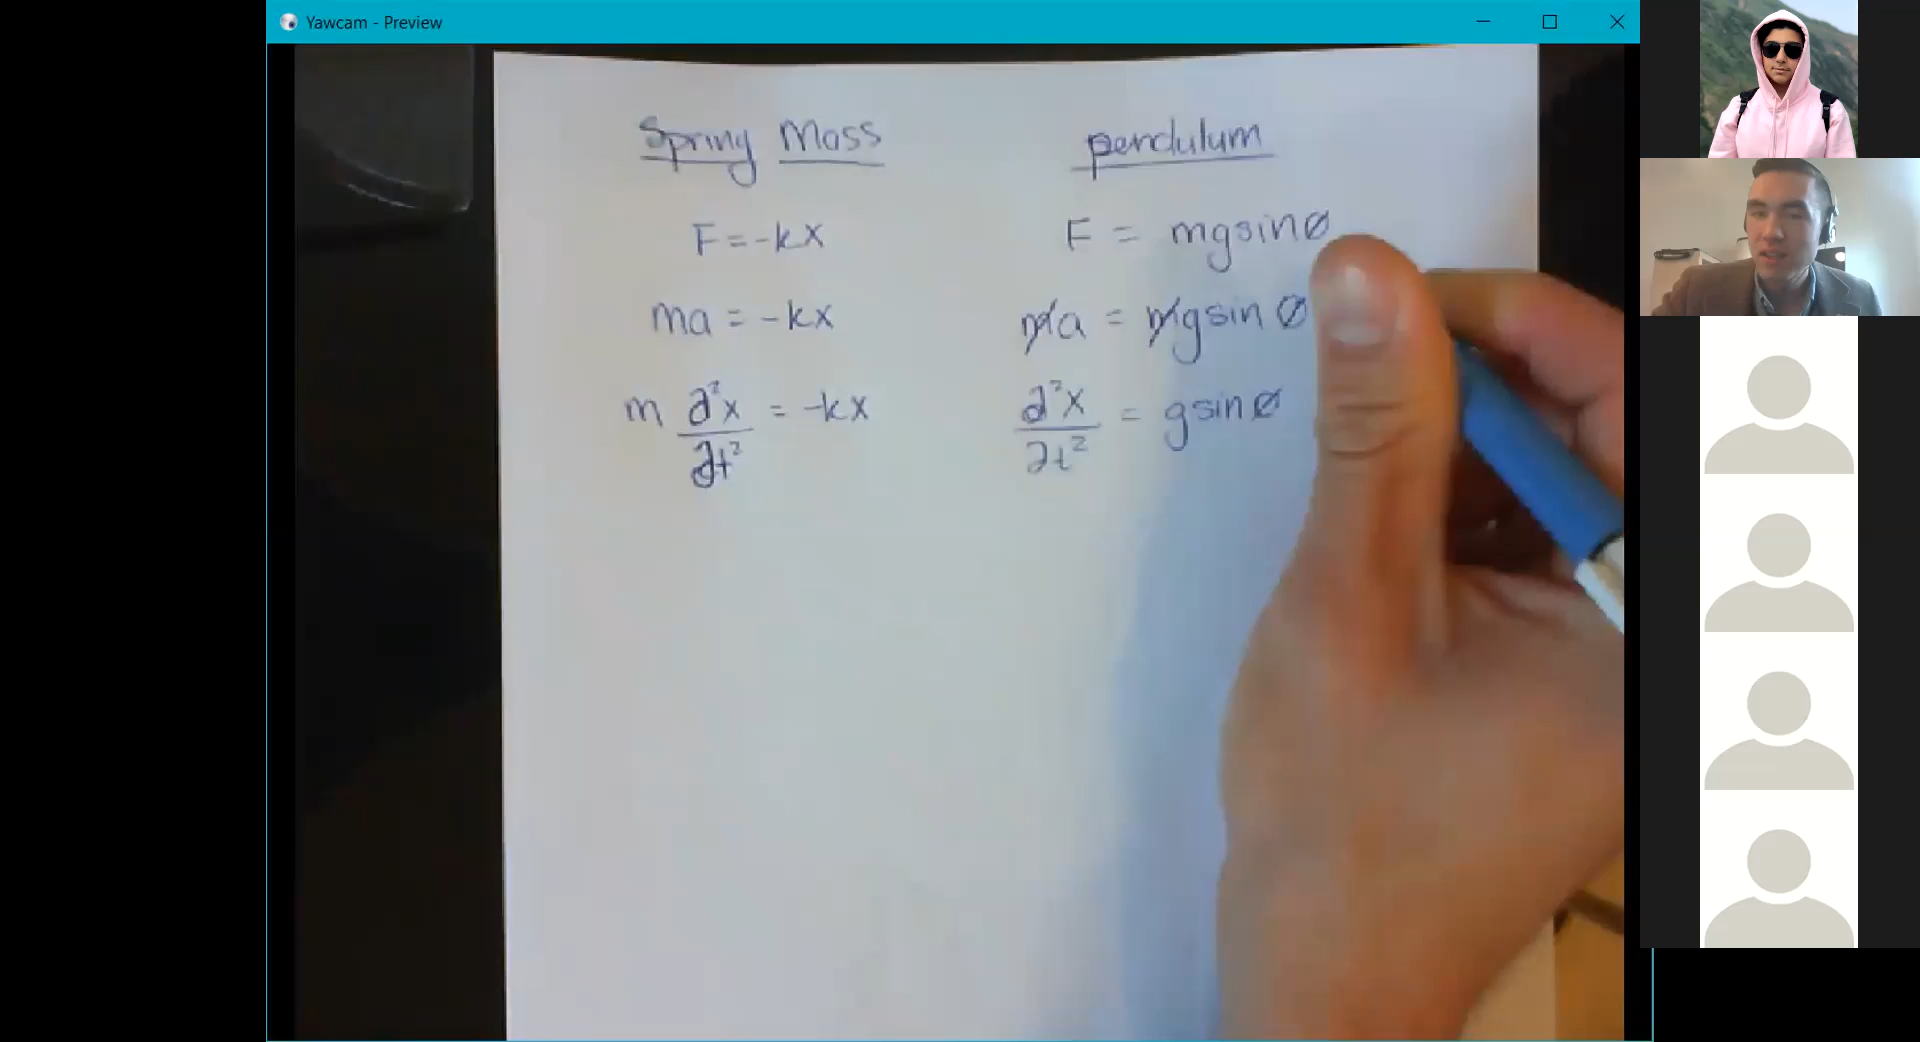 Yawcam - Preview
Spring Mass
F = -kx
ma = -kx
m ∂²x/∂t² = -kx
pendulum
F = mgsinø
ma = mgsin ø
∂²x/∂t² = gsinø